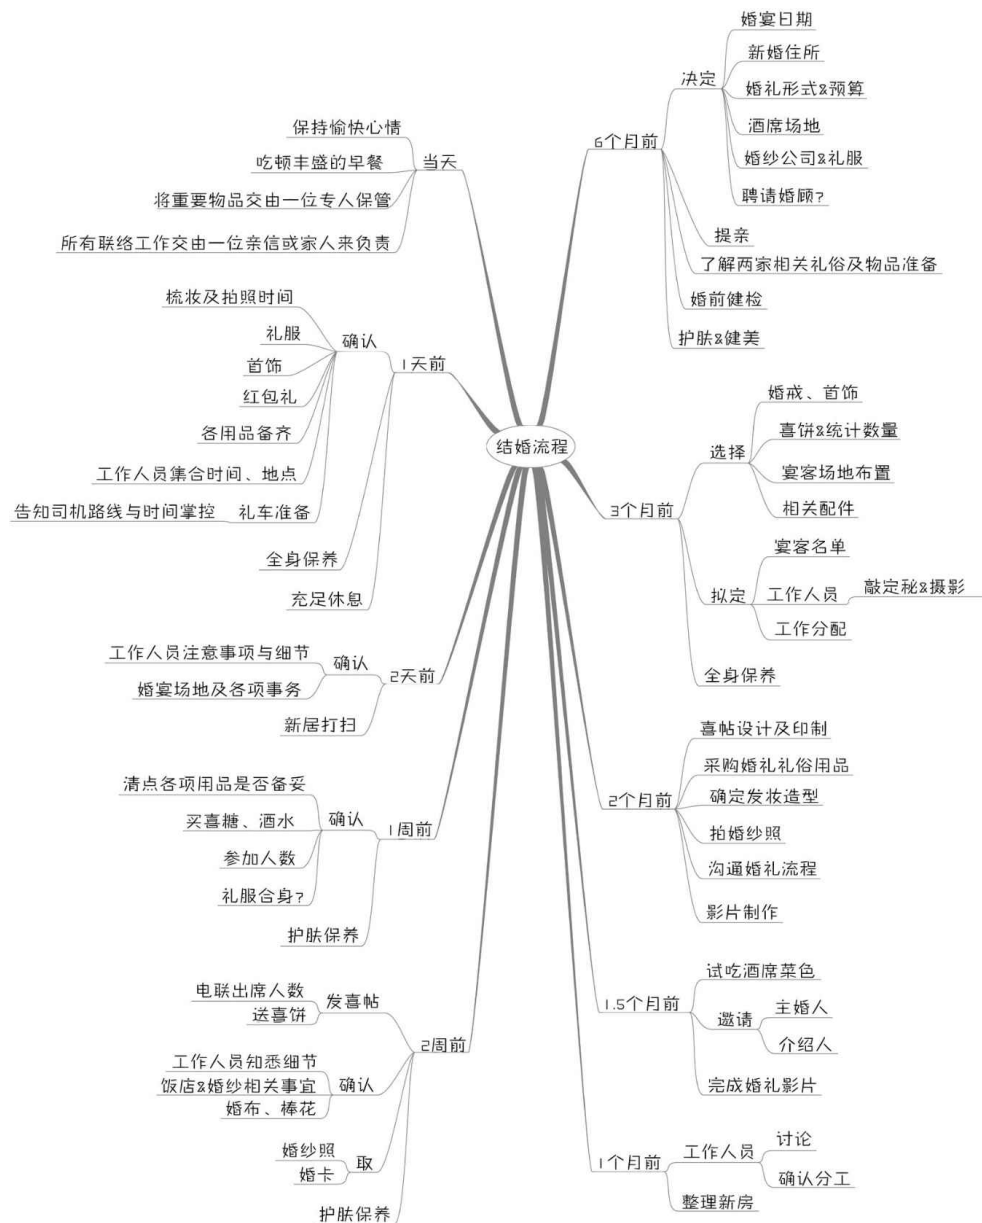 结婚流程
6个月前
决定
婚宴日期
新婚住所
婚礼形式&预算
酒席场地
婚纱公司&礼服
聘请婚顾?
提亲
了解两家相关礼俗及物品准备
婚前健检
护肤&健美
3个月前
选择
婚戒、首饰
喜饼&统计数量
宴客场地布置
相关配件
拟定
宴客名单
工作人员
敲定秘&摄影
工作分配
全身保养
2个月前
喜帖设计及印制
采购婚礼礼俗用品
确定发妆造型
拍婚纱照
沟通婚礼流程
影片制作
1.5个月前
试吃酒席菜色
邀请
主婚人
介绍人
完成婚礼影片
1个月前
工作人员
讨论
确认分工
整理新房
2周前
发喜帖
电联出席人数
送喜饼
确认
工作人员知悉细节
饭店&婚纱相关事宜
婚布、棒花
取
婚纱照
婚卡
护肤保养
1周前
确认
清点各项用品是否备妥
买喜糖、酒水
参加人数
礼服合身?
护肤保养
2天前
确认
工作人员注意事项与细节
婚宴场地及各项事务
新居打扫
1天前
确认
梳妆及拍照时间
礼服
首饰
红包礼
各用品备齐
工作人员集合时间、地点
礼车准备
告知司机路线与时间掌控
全身保养
充足休息
当天
保持愉快心情
吃顿丰盛的早餐
将重要物品交由一位专人保管
所有联络工作交由一位亲信或家人来负责